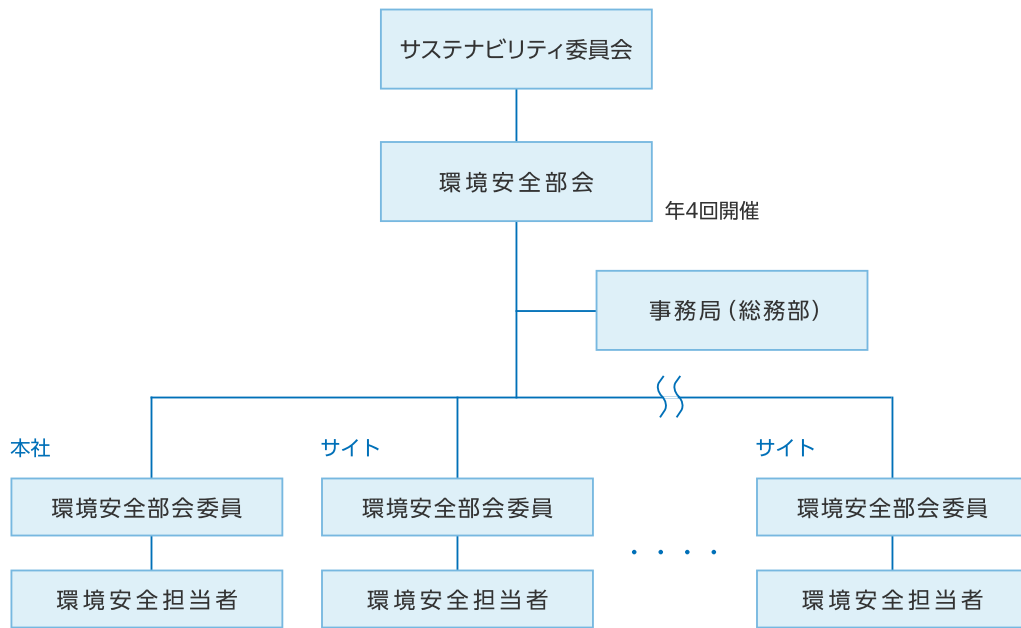 サステナビリティ委員会
環境安全部会
年4回開催
事務局（総務部）
本社
サイト
サイト
環境安全部会委員
環境安全部会委員
環境安全部会委員
・・・・
環境安全担当者
環境安全担当者
環境安全担当者